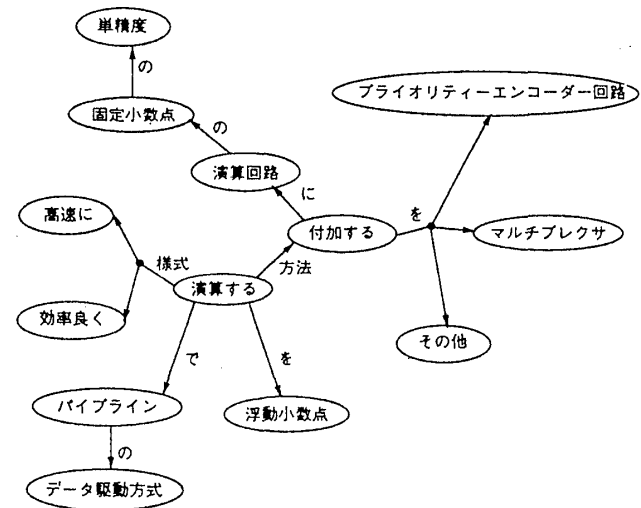 単精度
の
固定小数点
の
プライオリティーエンコーダー回路
演算回路
に
高速に
付加する
を
マルチプレクサ
様式
方法
演算する
効率良く
その他
で
を
パイプライン
浮動小数点
の
データ駆動方式